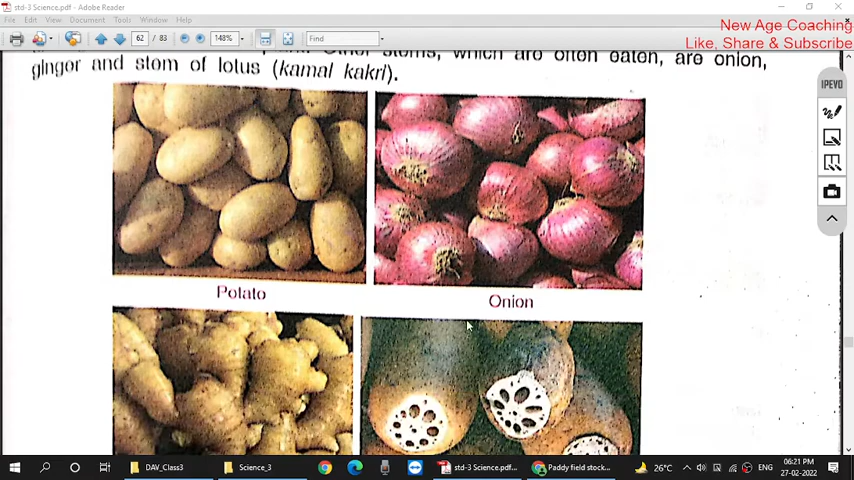 std-3 Science.pdf - Adobe Reader
File Edit View Document Tools Window Help
New Age Coaching
Like, Share & Subscribe
62 / 83 148% Find
Other stems, which are often eaten, are onion,
ginger and stem of lotus (kamal kakri).
IPEVO
Potato
Onion
DAV_Class3 Science_3 std-3 Science.pdf... Paddy field stock... 26°C ENG 06:21 PM
27-02-2022